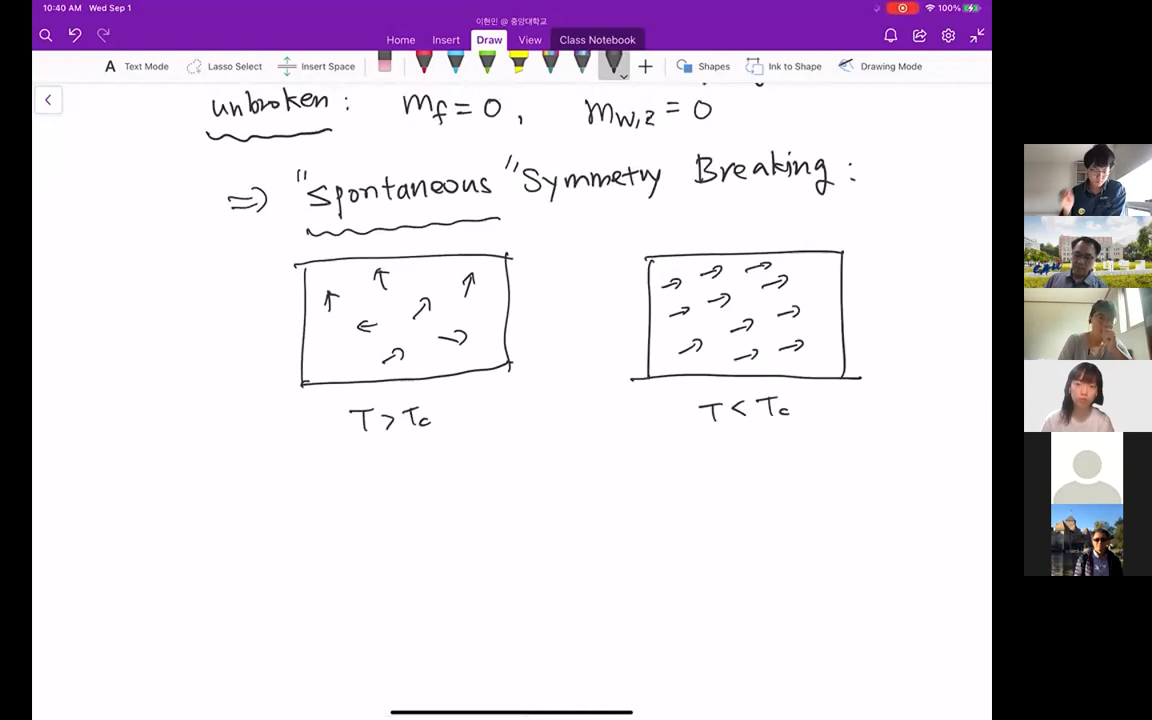 10:40 AM Wed Sep 1
100%
이현민 @ 중앙대학교
Home Insert Draw View Class Notebook
A Text Mode Lasso Select Insert Space Shapes Ink to Shape Drawing Mode
unbroken : m_f = 0 , m_{W,Z} = 0
=> "Spontaneous" Symmetry Breaking :
T > Tc
T < Tc